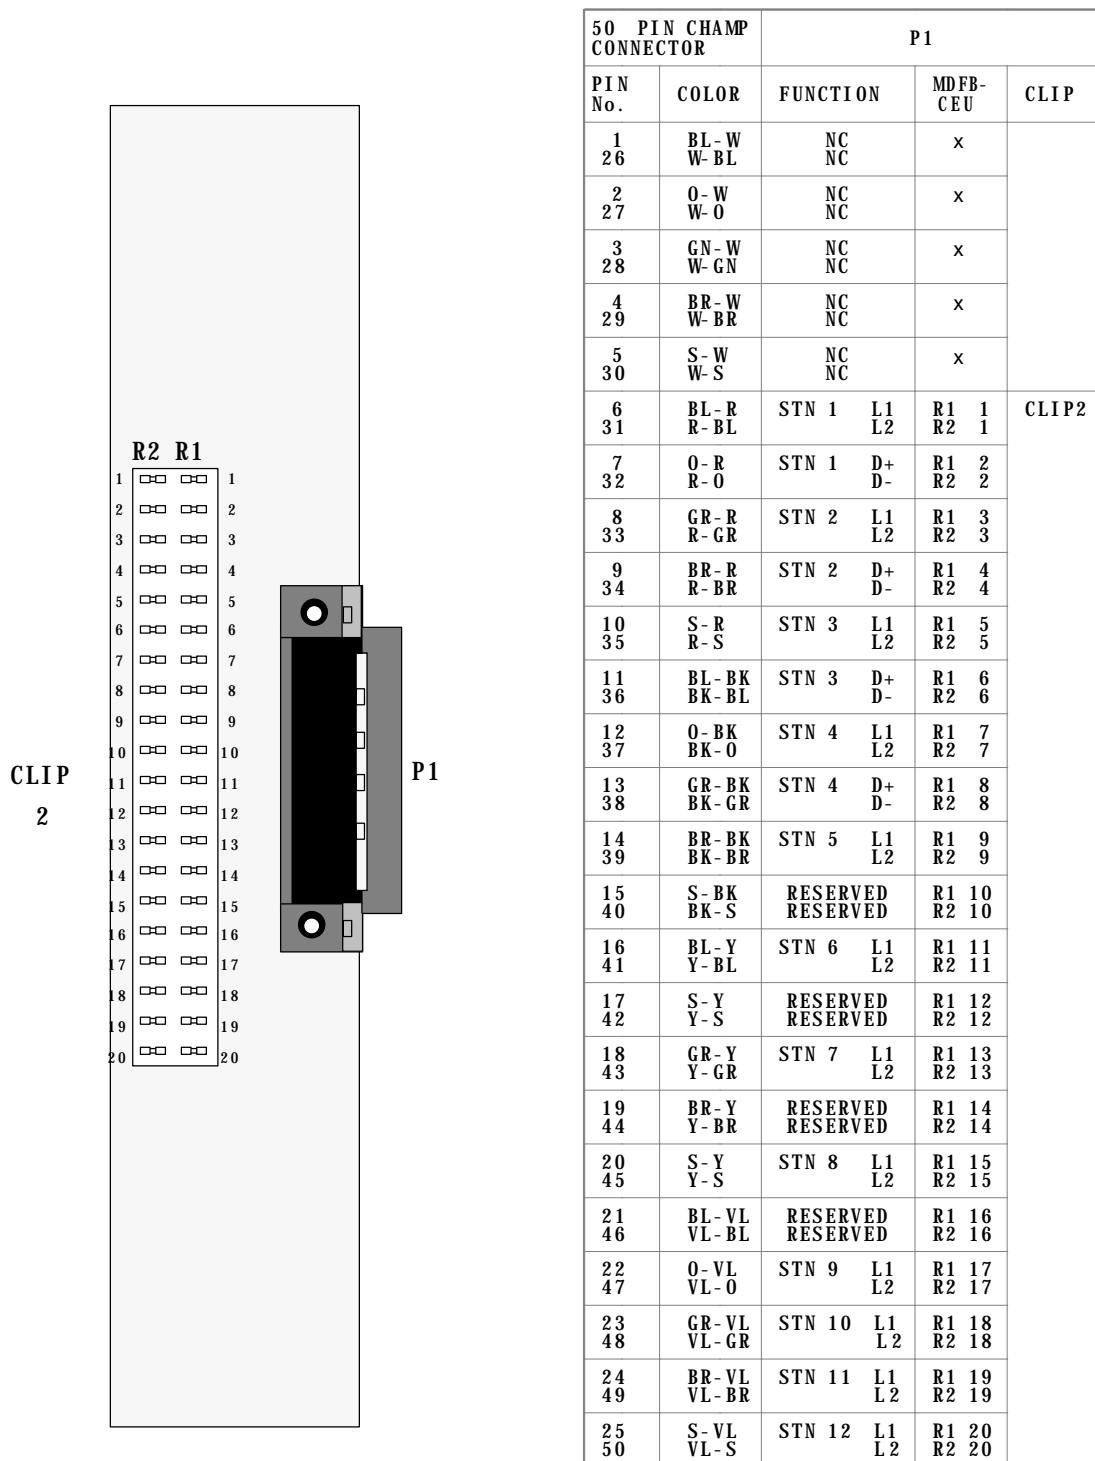 R2 R1
1 1
2 2
3 3
4 4
5 5
6 6
7 7
8 8
9 9
10 10
11 11
12 12
13 13
14 14
15 15
16 16
17 17
18 18
19 19
20 20
CLIP
2
P1
50 PIN CHAMP
CONNECTOR
P1
PIN
No.
COLOR
FUNCTION
MDFB-
CEU
CLIP
1 BL-W NC x
26 W-BL NC
2 O-W NC x
27 W-O NC
3 GN-W NC x
28 W-GN NC
4 BR-W NC x
29 W-BR NC
5 S-W NC x
30 W-S NC
6 BL-R STN 1 L1 R1 1 CLIP2
31 R-BL L2 R2 1
7 O-R STN 1 D+ R1 2
32 R-O D- R2 2
8 GR-R STN 2 L1 R1 3
33 R-GR L2 R2 3
9 BR-R STN 2 D+ R1 4
34 R-BR D- R2 4
10 S-R STN 3 L1 R1 5
35 R-S L2 R2 5
11 BL-BK STN 3 D+ R1 6
36 BK-BL D- R2 6
12 O-BK STN 4 L1 R1 7
37 BK-O L2 R2 7
13 GR-BK STN 4 D+ R1 8
38 BK-GR D- R2 8
14 BR-BK STN 5 L1 R1 9
39 BK-BR L2 R2 9
15 S-BK RESERVED R1 10
40 BK-S RESERVED R2 10
16 BL-Y STN 6 L1 R1 11
41 Y-BL L2 R2 11
17 S-Y RESERVED R1 12
42 Y-S RESERVED R2 12
18 GR-Y STN 7 L1 R1 13
43 Y-GR L2 R2 13
19 BR-Y RESERVED R1 14
44 Y-BR RESERVED R2 14
20 S-Y STN 8 L1 R1 15
45 Y-S L2 R2 15
21 BL-VL RESERVED R1 16
46 VL-BL RESERVED R2 16
22 O-VL STN 9 L1 R1 17
47 VL-O L2 R2 17
23 GR-VL STN 10 L1 R1 18
48 VL-GR L2 R2 18
24 BR-VL STN 11 L1 R1 19
49 VL-BR L2 R2 19
25 S-VL STN 12 L1 R1 20
50 VL-S L2 R2 20